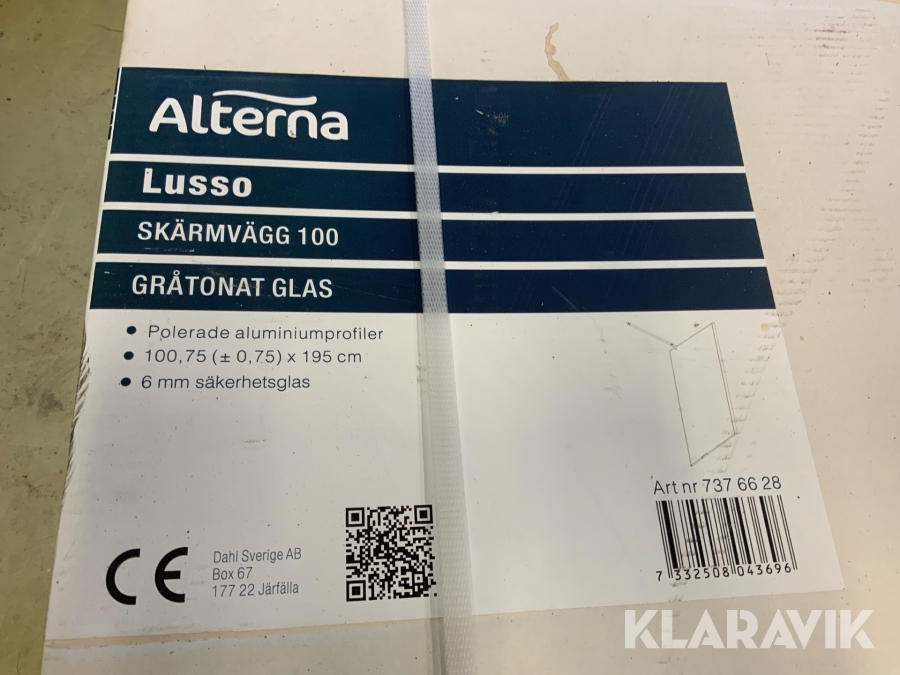 Alterna
Lusso
SKÄRMVÄGG 100
GRÅTONAT GLAS
• Polerade aluminiumprofiler
• 100,75 (± 0,75) x 195 cm
• 6 mm säkerhetsglas
Art nr 737 66 28
7 332508 043696
CE
Dahl Sverige AB
Box 67
177 22 Järfälla
KLARAVIK